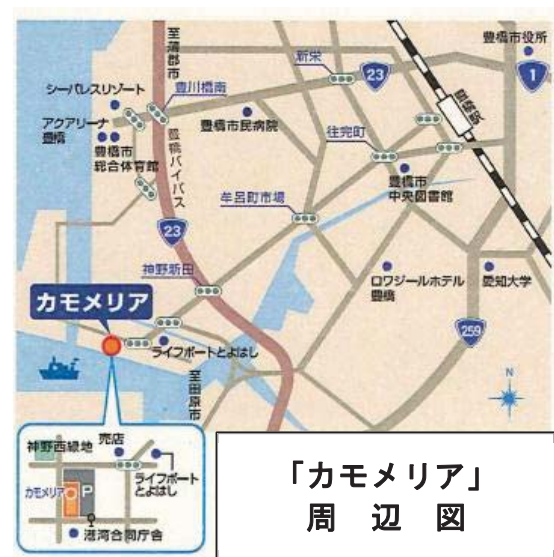 豊橋市役所
至蒲郡市
新栄
23
1
シーパレスリゾート
豊川橋南
豊橋駅
アクアリーナ
豊橋
豊橋市
総合体育館
豊橋バイパス
豊橋市民病院
往完町
豊橋市
中央図書館
牟呂町市場
23
神野新田
ロワジールホテル
豊橋
愛知大学
カモメリア
259
ライフポートとよはし
至田原市
N
神野西緑地
売店
カモメリア
P
ライフポート
とよはし
港湾合同庁舎
「カモメリア」
周 辺 図